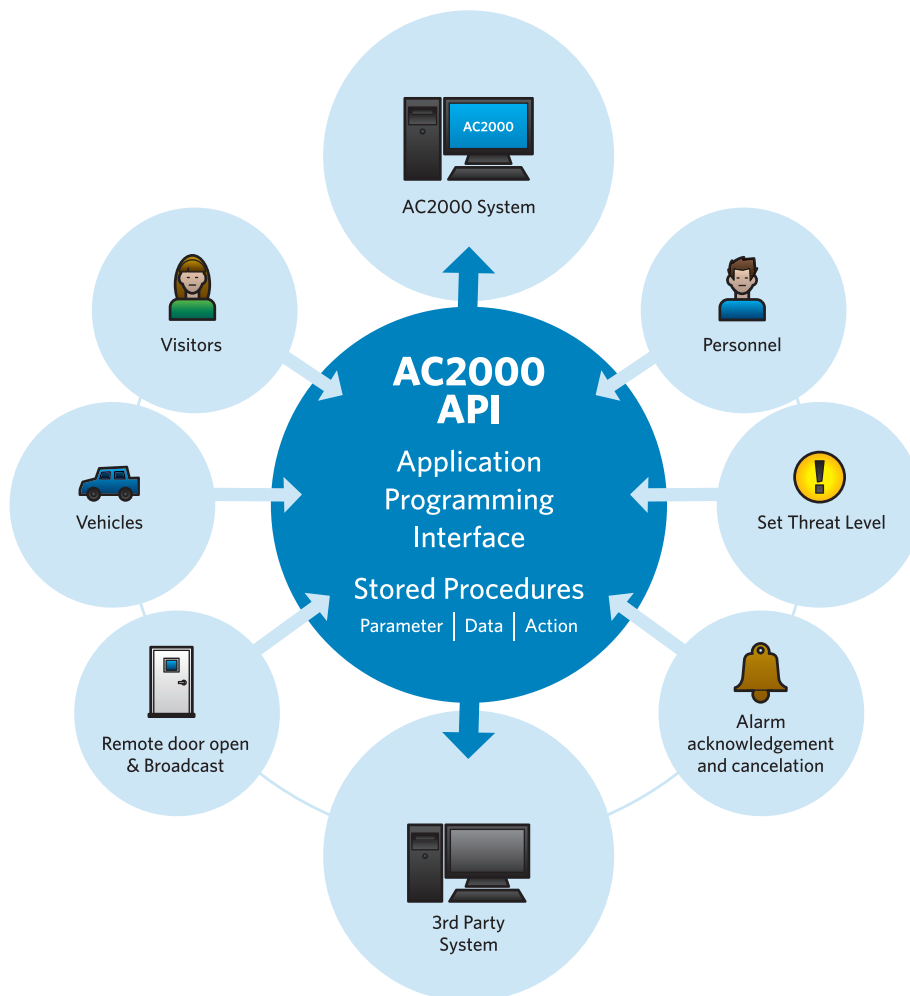 AC2000
AC2000 System
Visitors
Personnel
AC2000
API
Application
Programming
Interface
Vehicles
Set Threat Level
Stored Procedures
Parameter | Data | Action
Remote door open
& Broadcast
Alarm
acknowledgement
and cancelation
3rd Party
System